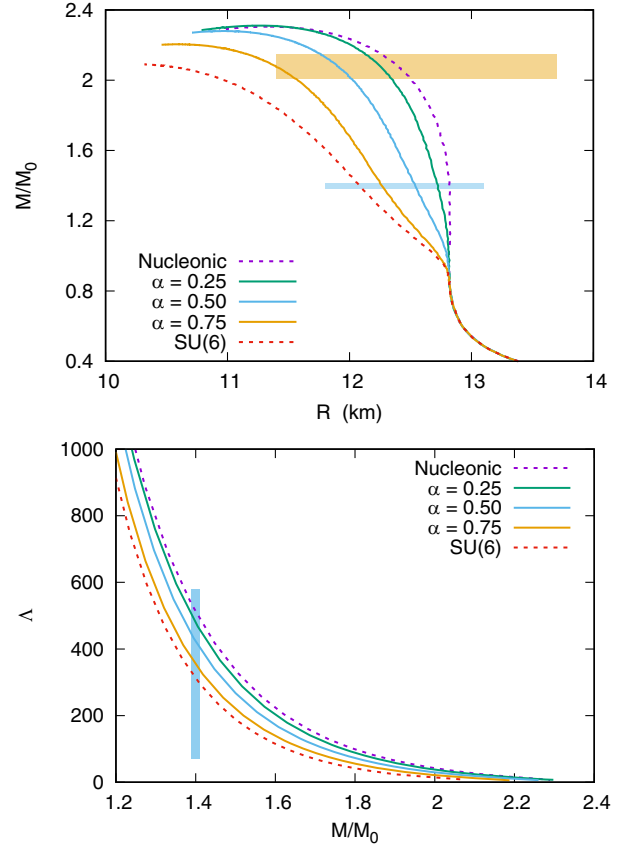 2.4
2
1.6
1.2
0.8
0.4
M/M0
Nucleonic
α = 0.25
α = 0.50
α = 0.75
SU(6)
10 11 12 13 14
R (km)
1000
800
600
400
200
0
Λ
Nucleonic
α = 0.25
α = 0.50
α = 0.75
SU(6)
1.2 1.4 1.6 1.8 2 2.2 2.4
M/M0